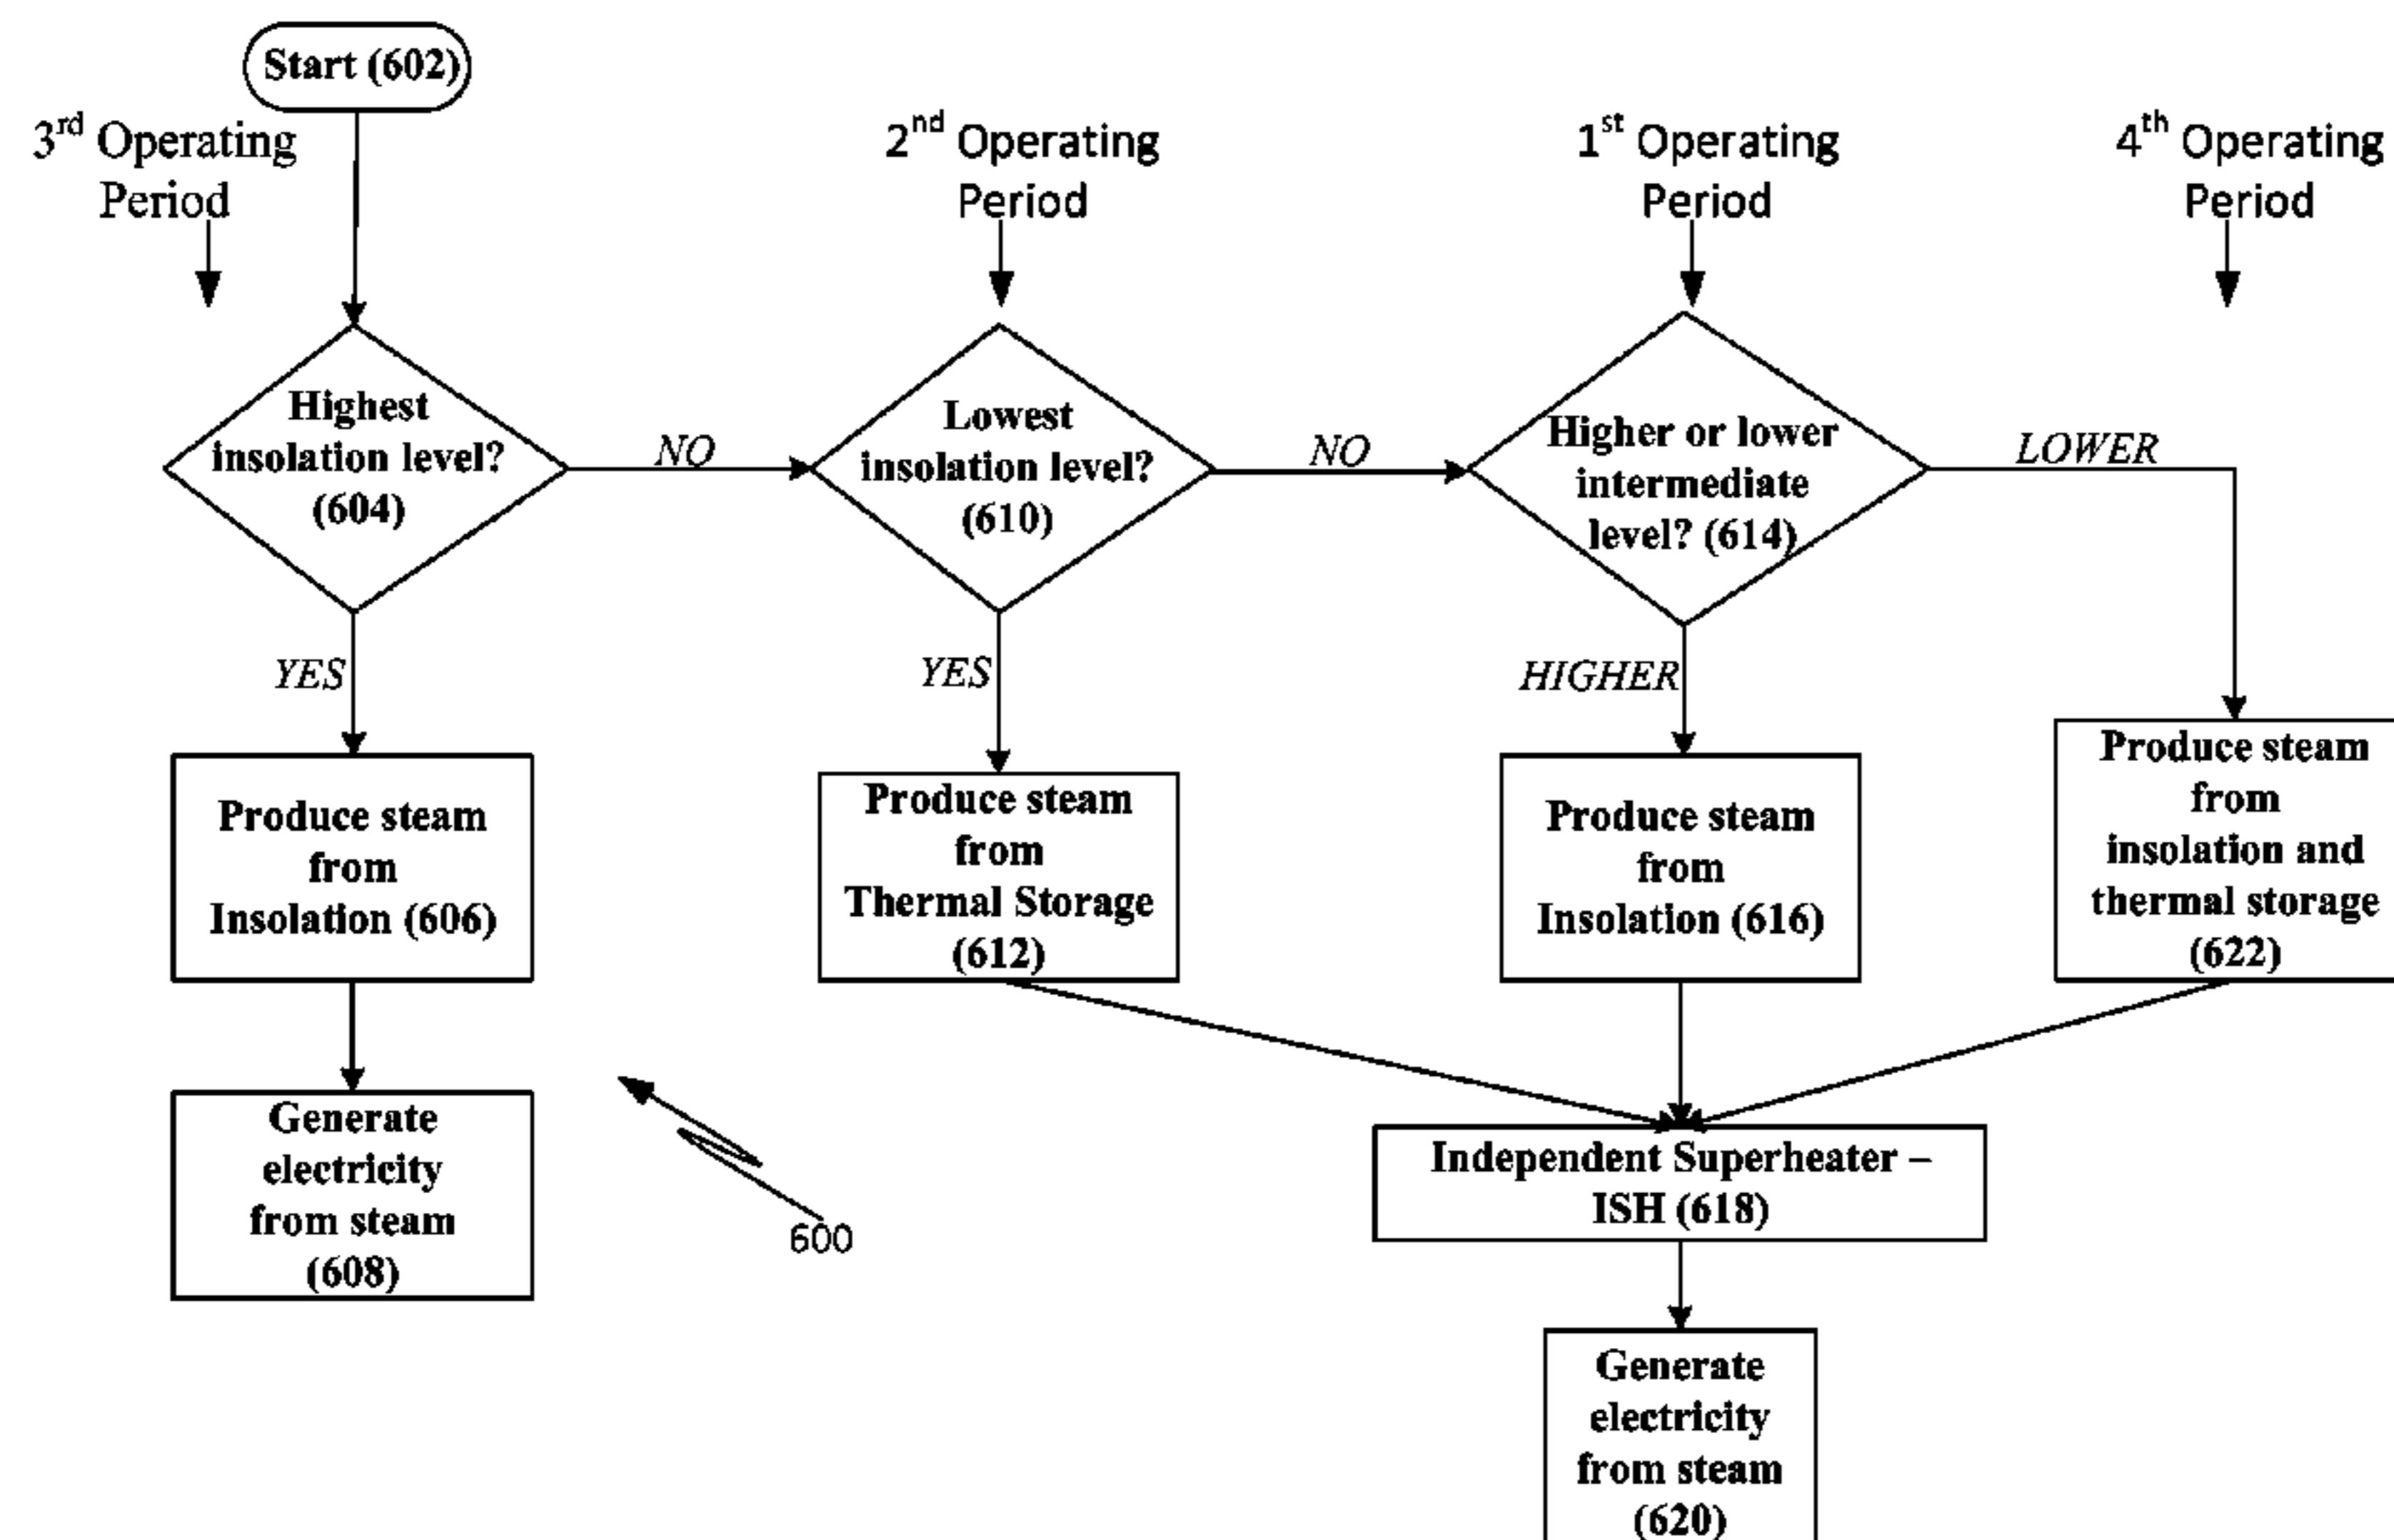 Start (602)
3rd Operating
Period
2nd Operating
Period
1st Operating
Period
4th Operating
Period
Highest
insolation level?
(604)
NO
Lowest
insolation level?
(610)
NO
Higher or lower
intermediate
level? (614)
LOWER
YES
YES
HIGHER
Produce steam
from
Insolation (606)
Produce steam
from
Thermal Storage
(612)
Produce steam
from
Insolation (616)
Produce steam
from
insolation and
thermal storage
(622)
Generate
electricity
from steam
(608)
600
Independent Superheater –
ISH (618)
Generate
electricity
from steam
(620)